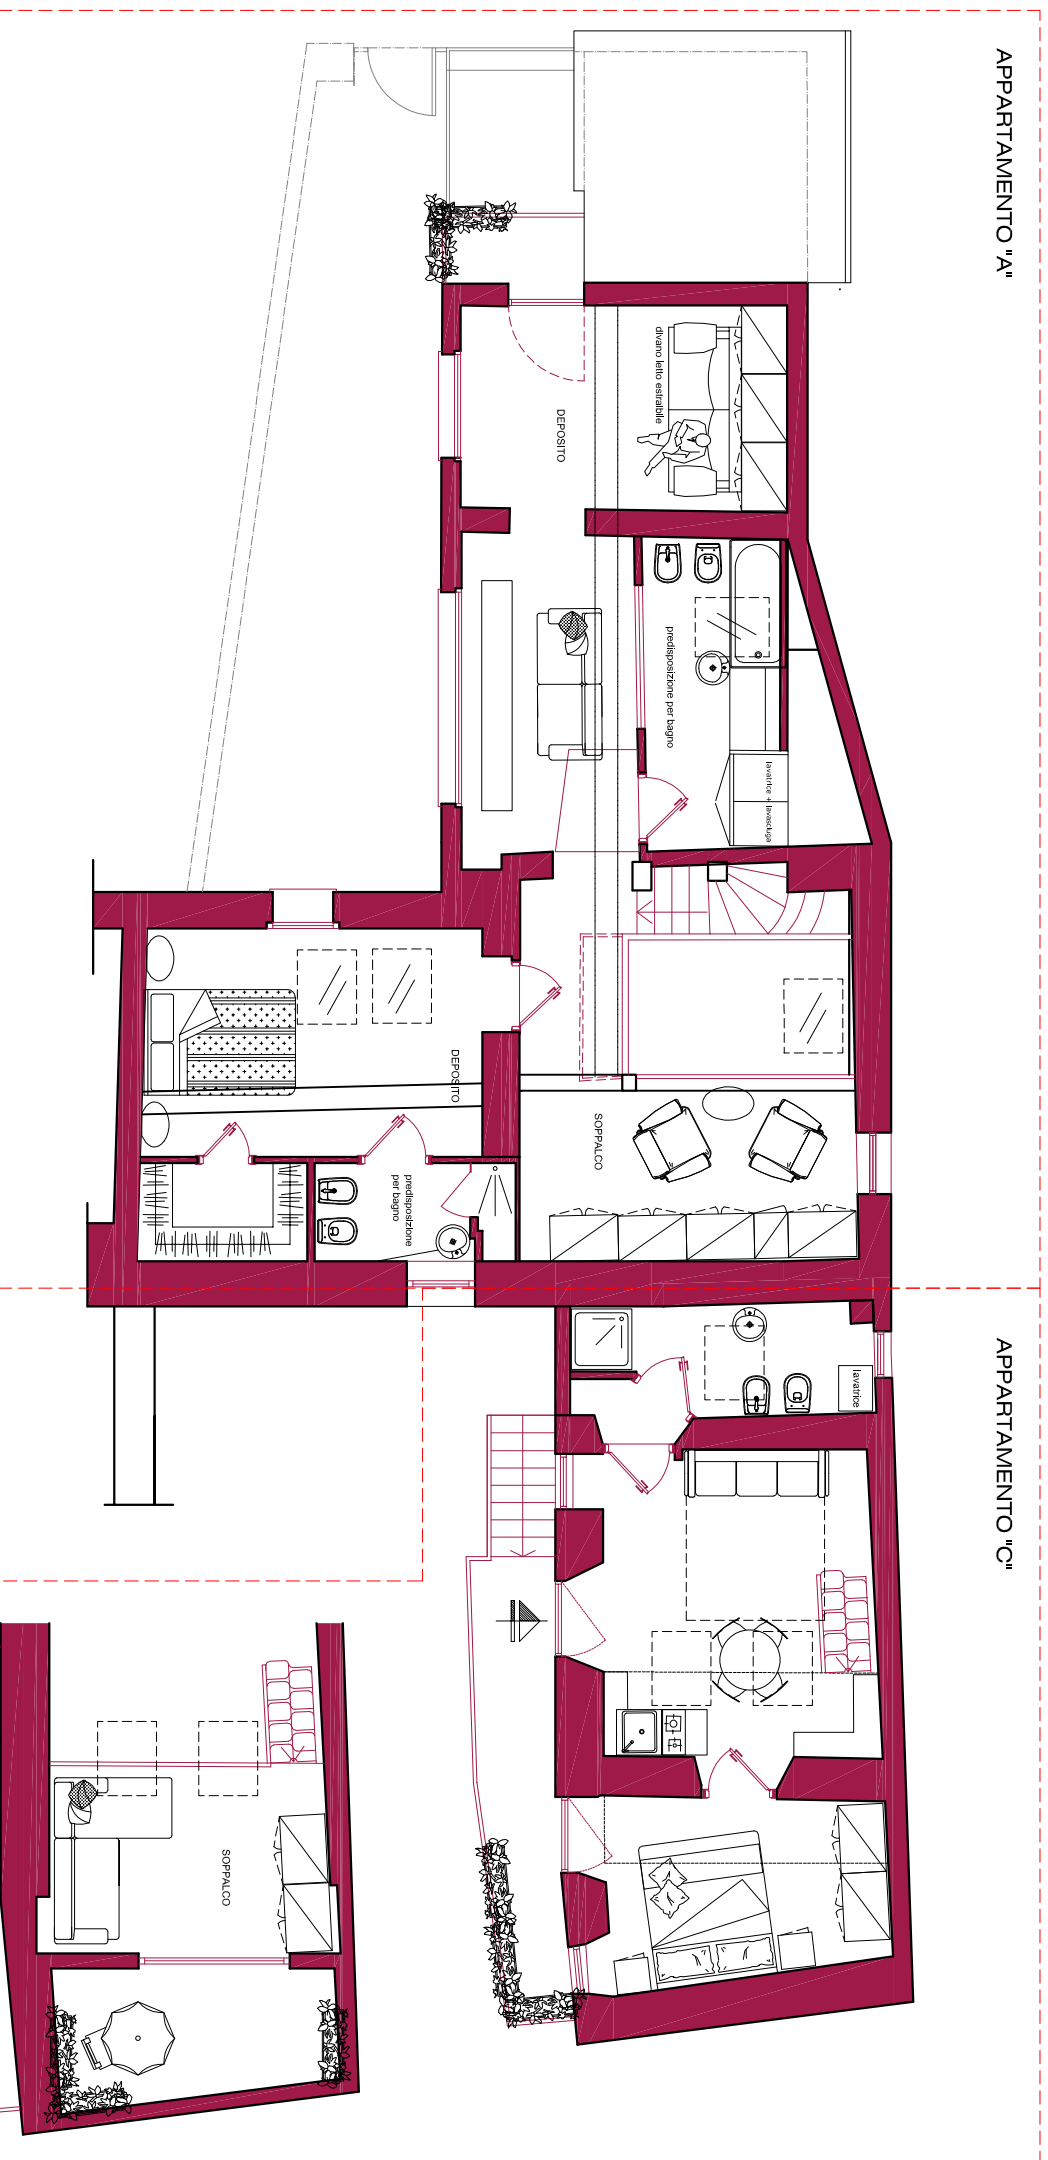 APPARTAMENTO "A"
divano letto estraibile
DEPOSITO
predisposizione per bagno
lavatrice + lavasciuga
DEPOSITO
SOPPALCO
predisposizione
per bagno
APPARTAMENTO "C"
lavatrice
SOPPALCO